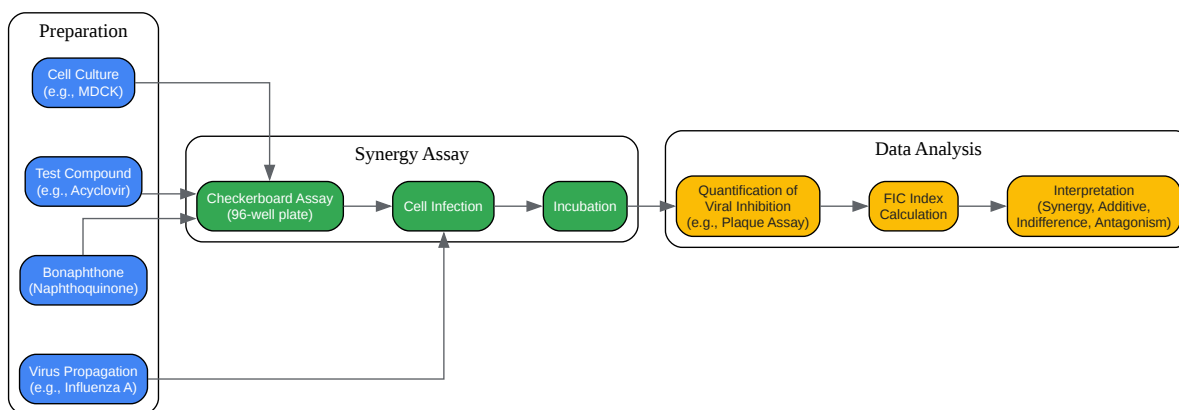 Preparation
Cell Culture
(e.g., MDCK)
Test Compound
(e.g., Acyclovir)
Bonaphthone
(Naphthoquinone)
Virus Propagation
(e.g., Influenza A)
Synergy Assay
Checkerboard Assay
(96-well plate)
Cell Infection
Incubation
Data Analysis
Quantification of
Viral Inhibition
(e.g., Plaque Assay)
FIC Index
Calculation
Interpretation
(Synergy, Additive,
Indifference, Antagonism)